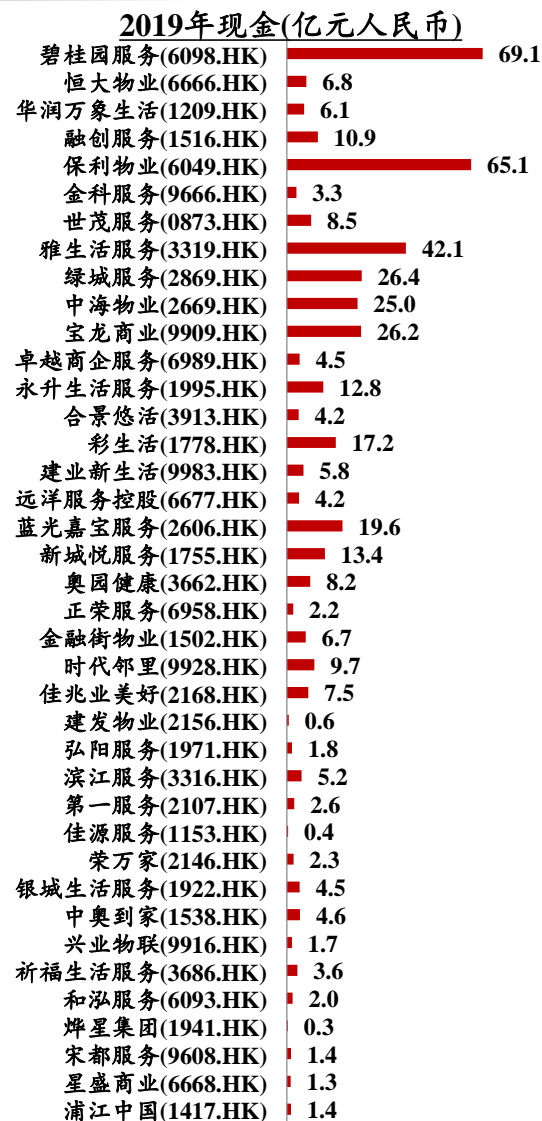 2019年现金(亿元人民币)
碧桂园服务(6098.HK) 69.1
恒大物业(6666.HK) 6.8
华润万象生活(1209.HK) 6.1
融创服务(1516.HK) 10.9
保利物业(6049.HK) 65.1
金科服务(9666.HK) 3.3
世茂服务(0873.HK) 8.5
雅生活服务(3319.HK) 42.1
绿城服务(2869.HK) 26.4
中海物业(2669.HK) 25.0
宝龙商业(9909.HK) 26.2
卓越商企服务(6989.HK) 4.5
永升生活服务(1995.HK) 12.8
合景悠活(3913.HK) 4.2
彩生活(1778.HK) 17.2
建业新生活(9983.HK) 5.8
远洋服务控股(6677.HK) 4.2
蓝光嘉宝服务(2606.HK) 19.6
新城悦服务(1755.HK) 13.4
奥园健康(3662.HK) 8.2
正荣服务(6958.HK) 2.2
金融街物业(1502.HK) 6.7
时代邻里(9928.HK) 9.7
佳兆业美好(2168.HK) 7.5
建发物业(2156.HK) 0.6
弘阳服务(1971.HK) 1.8
滨江服务(3316.HK) 5.2
第一服务(2107.HK) 2.6
佳源服务(1153.HK) 0.4
荣万家(2146.HK) 2.3
银城生活服务(1922.HK) 4.5
中奥到家(1538.HK) 4.6
兴业物联(9916.HK) 1.7
祈福生活服务(3686.HK) 3.6
和泓服务(6093.HK) 2.0
烨星集团(1941.HK) 0.3
宋都服务(9608.HK) 1.4
星盛商业(6668.HK) 1.3
浦江中国(1417.HK) 1.4